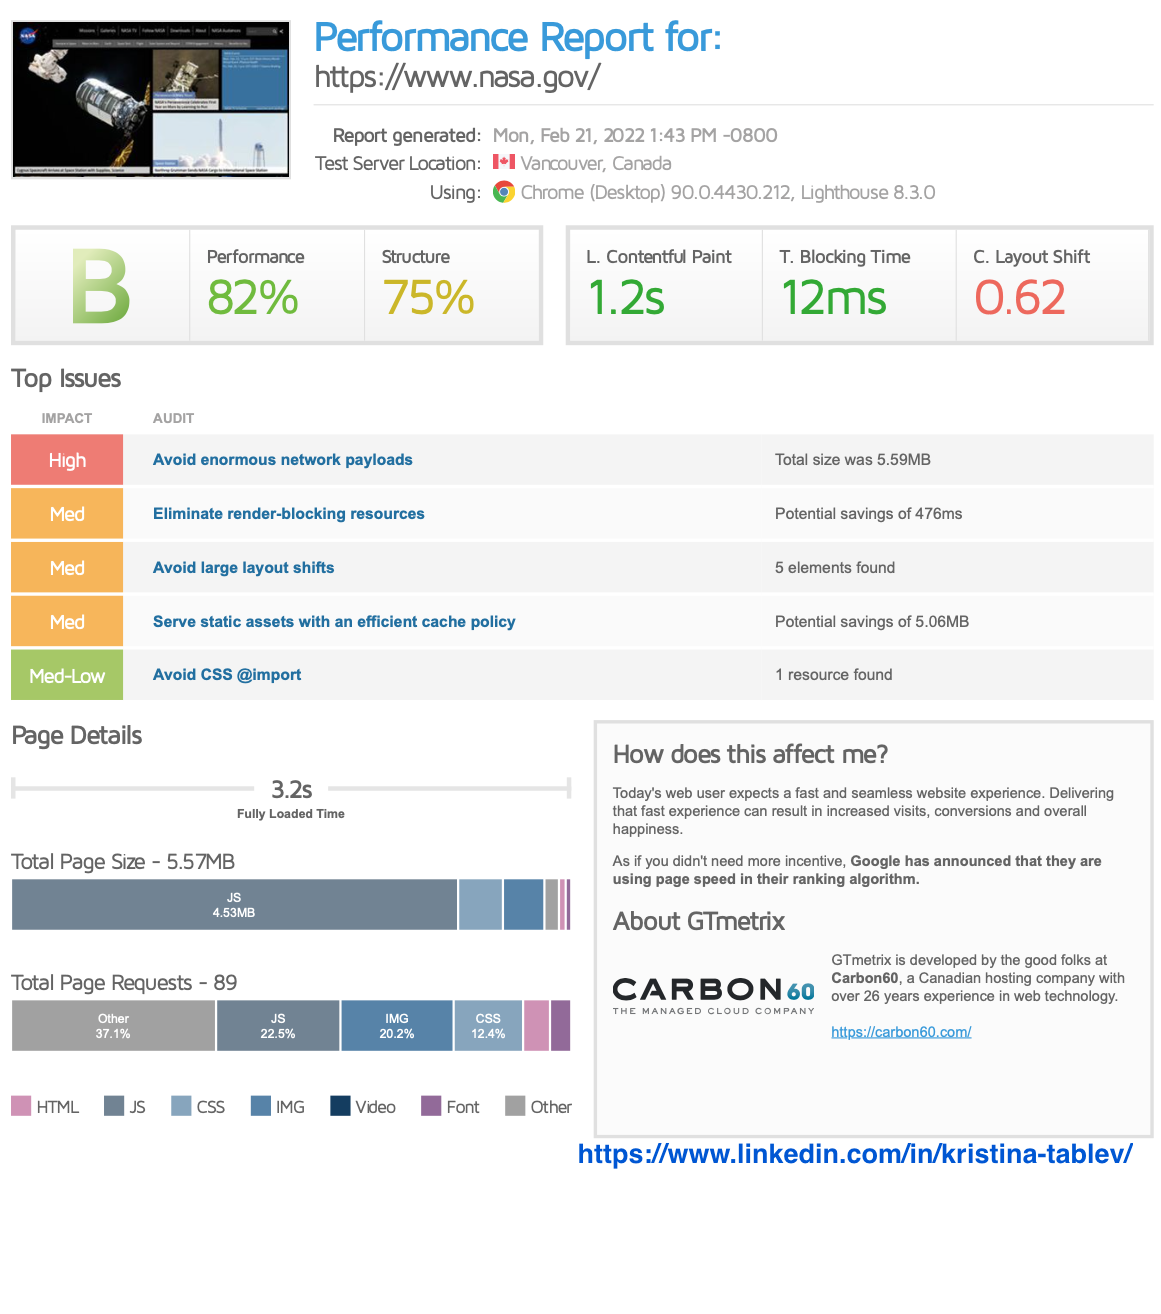 Performance Report for:
https://www.nasa.gov/
Report generated: Mon, Feb 21, 2022 1:43 PM -0800
Test Server Location: Vancouver, Canada
Using: Chrome (Desktop) 90.0.4430.212, Lighthouse 8.3.0
B
Performance
82%
Structure
75%
L. Contentful Paint
1.2s
T. Blocking Time
12ms
C. Layout Shift
0.62
Top Issues
IMPACT AUDIT
High Avoid enormous network payloads Total size was 5.59MB
Med Eliminate render-blocking resources Potential savings of 476ms
Med Avoid large layout shifts 5 elements found
Med Serve static assets with an efficient cache policy Potential savings of 5.06MB
Med-Low Avoid CSS @import 1 resource found
Page Details
3.2s
Fully Loaded Time
Total Page Size - 5.57MB
JS
4.53MB
Total Page Requests - 89
Other
37.1%
JS
22.5%
IMG
20.2%
CSS
12.4%
HTML JS CSS IMG Video Font Other
How does this affect me?
Today's web user expects a fast and seamless website experience. Delivering
that fast experience can result in increased visits, conversions and overall
happiness.
As if you didn't need more incentive, Google has announced that they are
using page speed in their ranking algorithm.
About GTmetrix
CARBON60
THE MANAGED CLOUD COMPANY
GTmetrix is developed by the good folks at
Carbon60, a Canadian hosting company with
over 26 years experience in web technology.
https://carbon60.com/
https://www.linkedin.com/in/kristina-tablev/